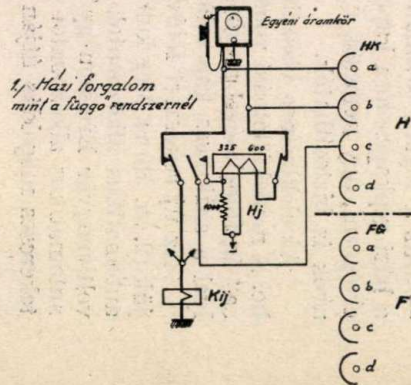 Egyéni áramkör
1, Házi forgalom
mint a függő rendszernél
HK
a
b
c
d
H
325 600
Hj
Kij
FG
a
b
c
d
F